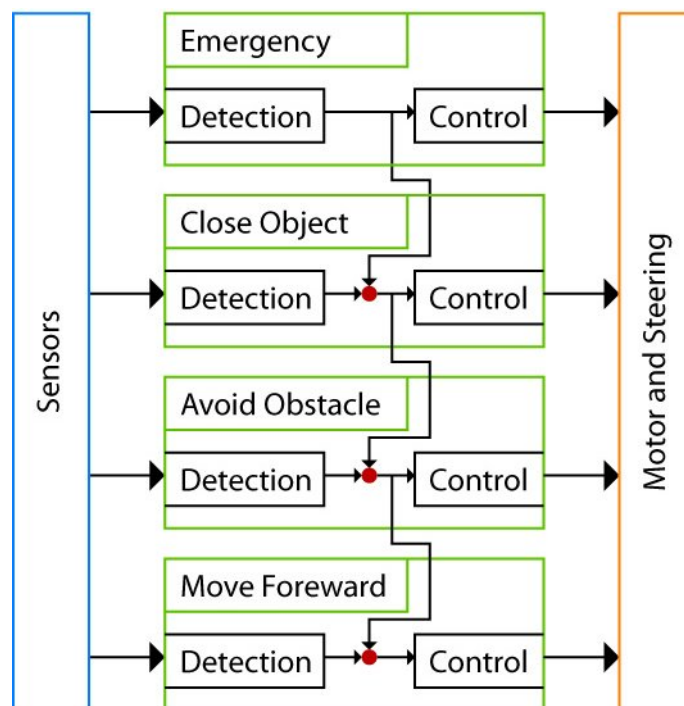 Sensors
Emergency
Detection
Control
Close Object
Detection
Control
Avoid Obstacle
Detection
Control
Move Foreward
Detection
Control
Motor and Steering